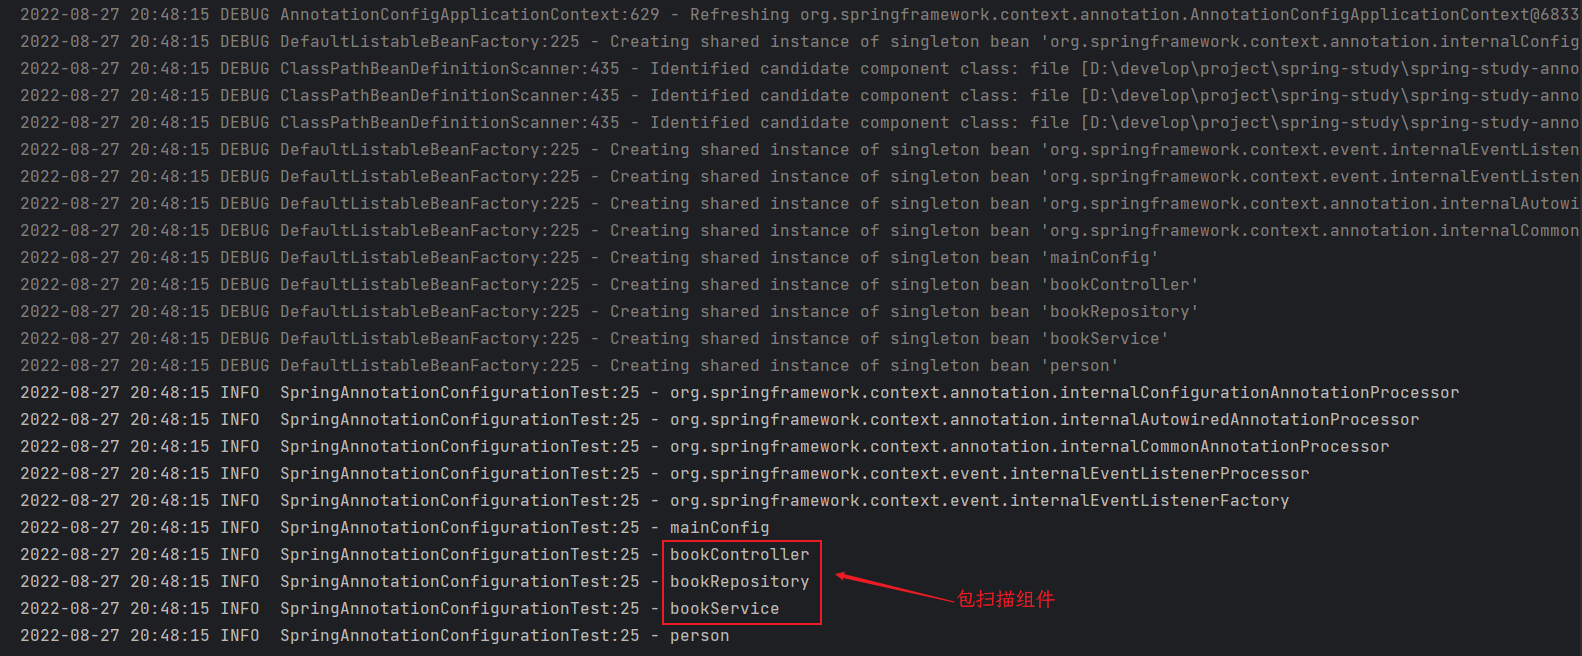 2022-08-27 20:48:15 DEBUG AnnotationConfigApplicationContext:629 - Refreshing org.springframework.context.annotation.AnnotationConfigApplicationContext@6833
2022-08-27 20:48:15 DEBUG DefaultListableBeanFactory:225 - Creating shared instance of singleton bean 'org.springframework.context.annotation.internalConfig
2022-08-27 20:48:15 DEBUG ClassPathBeanDefinitionScanner:435 - Identified candidate component class: file [D:\develop\project\spring-study\spring-study-anno
2022-08-27 20:48:15 DEBUG ClassPathBeanDefinitionScanner:435 - Identified candidate component class: file [D:\develop\project\spring-study\spring-study-anno
2022-08-27 20:48:15 DEBUG ClassPathBeanDefinitionScanner:435 - Identified candidate component class: file [D:\develop\project\spring-study\spring-study-anno
2022-08-27 20:48:15 DEBUG DefaultListableBeanFactory:225 - Creating shared instance of singleton bean 'org.springframework.context.event.internalEventListen
2022-08-27 20:48:15 DEBUG DefaultListableBeanFactory:225 - Creating shared instance of singleton bean 'org.springframework.context.event.internalEventListen
2022-08-27 20:48:15 DEBUG DefaultListableBeanFactory:225 - Creating shared instance of singleton bean 'org.springframework.context.annotation.internalAutowi
2022-08-27 20:48:15 DEBUG DefaultListableBeanFactory:225 - Creating shared instance of singleton bean 'org.springframework.context.annotation.internalCommon
2022-08-27 20:48:15 DEBUG DefaultListableBeanFactory:225 - Creating shared instance of singleton bean 'mainConfig'
2022-08-27 20:48:15 DEBUG DefaultListableBeanFactory:225 - Creating shared instance of singleton bean 'bookController'
2022-08-27 20:48:15 DEBUG DefaultListableBeanFactory:225 - Creating shared instance of singleton bean 'bookRepository'
2022-08-27 20:48:15 DEBUG DefaultListableBeanFactory:225 - Creating shared instance of singleton bean 'bookService'
2022-08-27 20:48:15 DEBUG DefaultListableBeanFactory:225 - Creating shared instance of singleton bean 'person'
2022-08-27 20:48:15 INFO  SpringAnnotationConfigurationTest:25 - org.springframework.context.annotation.internalConfigurationAnnotationProcessor
2022-08-27 20:48:15 INFO  SpringAnnotationConfigurationTest:25 - org.springframework.context.annotation.internalAutowiredAnnotationProcessor
2022-08-27 20:48:15 INFO  SpringAnnotationConfigurationTest:25 - org.springframework.context.annotation.internalCommonAnnotationProcessor
2022-08-27 20:48:15 INFO  SpringAnnotationConfigurationTest:25 - org.springframework.context.event.internalEventListenerProcessor
2022-08-27 20:48:15 INFO  SpringAnnotationConfigurationTest:25 - org.springframework.context.event.internalEventListenerFactory
2022-08-27 20:48:15 INFO  SpringAnnotationConfigurationTest:25 - mainConfig
2022-08-27 20:48:15 INFO  SpringAnnotationConfigurationTest:25 - bookController
2022-08-27 20:48:15 INFO  SpringAnnotationConfigurationTest:25 - bookRepository
包扫描组件
2022-08-27 20:48:15 INFO  SpringAnnotationConfigurationTest:25 - bookService
2022-08-27 20:48:15 INFO  SpringAnnotationConfigurationTest:25 - person